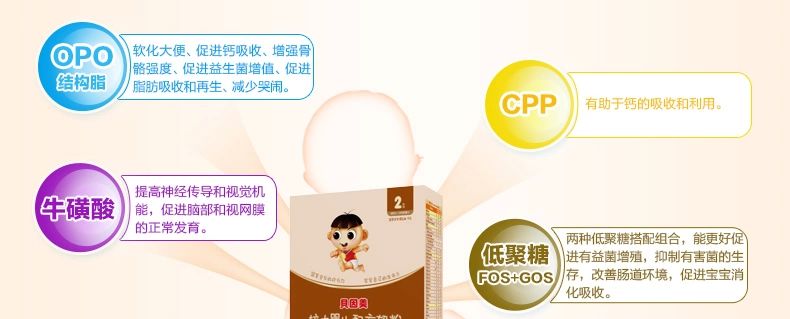 OPO
结构脂
软化大便、促进钙吸收、增强骨
骼强度、促进益生菌增值、促进
脂肪吸收和再生、减少哭闹。
CPP
有助于钙的吸收和利用。
牛磺酸
提高神经传导和视觉机
能，促进脑部和视网膜
的正常发育。
2
贝因美
低聚糖
FOS+GOS
两种低聚糖搭配组合，能更好促
进有益菌增殖，抑制有害菌的生
存，改善肠道环境，促进宝宝消
化吸收。